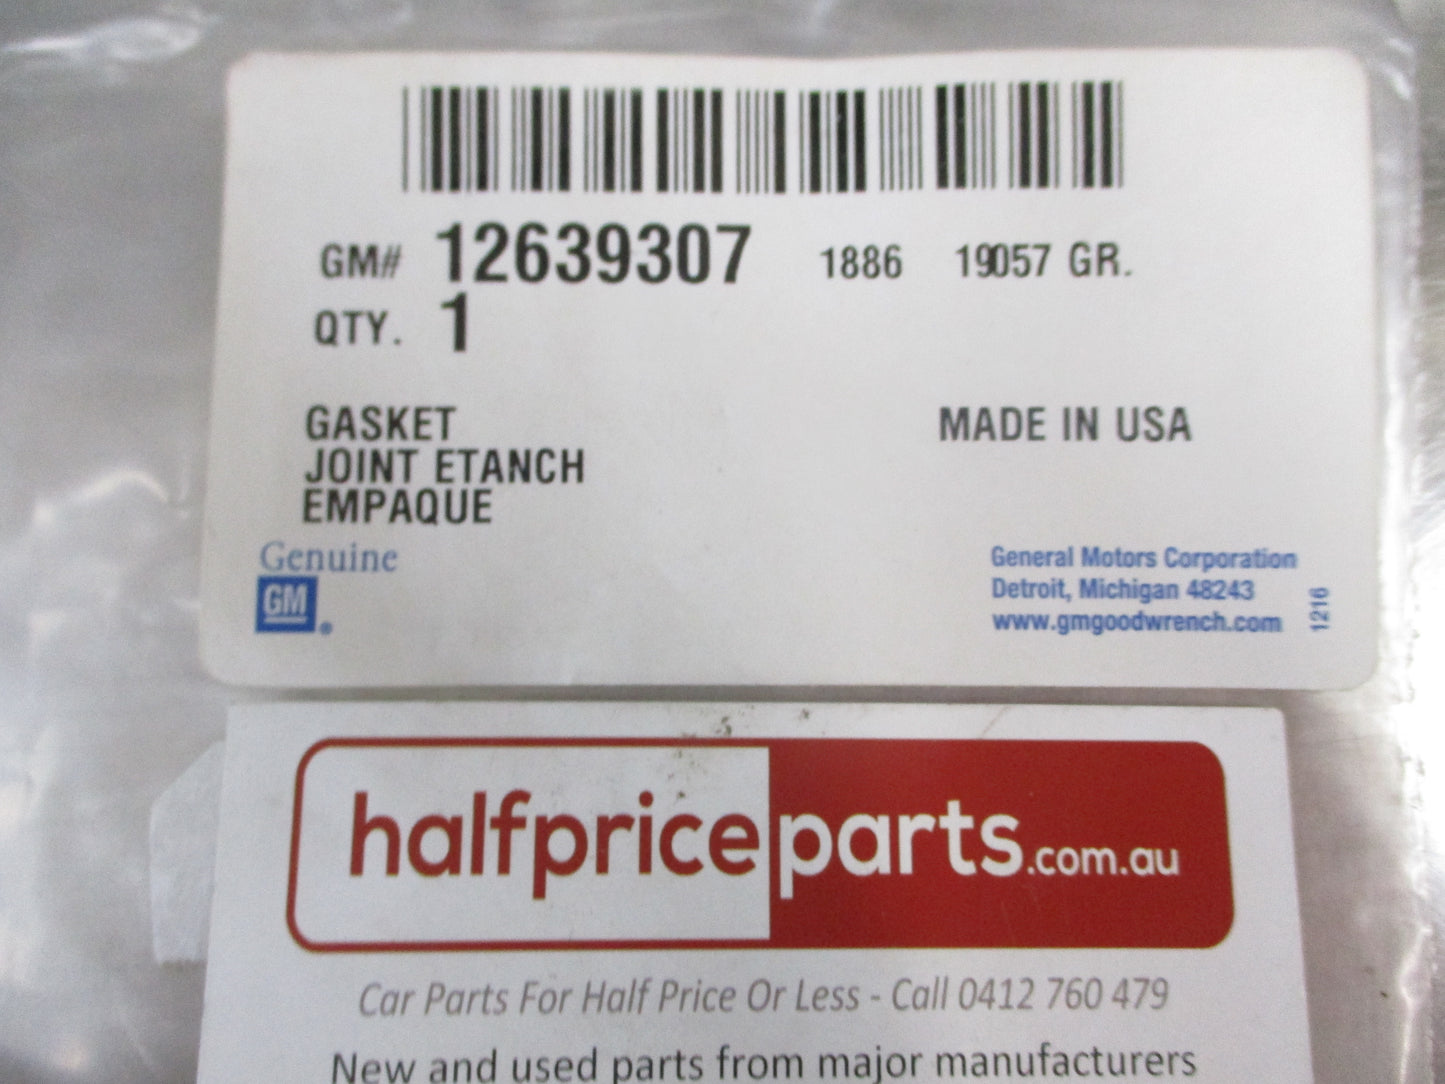 GM# 12639307 1886 19057 GR.
QTY. 1
GASKET
JOINT ETANCH
EMPAQUE
MADE IN USA
Genuine
GM®
General Motors Corporation
Detroit, Michigan 48243
www.gmgoodwrench.com
1216
halfpriceparts.com.au
Car Parts For Half Price Or Less - Call 0412 760 479
New and used parts from major manufacturers